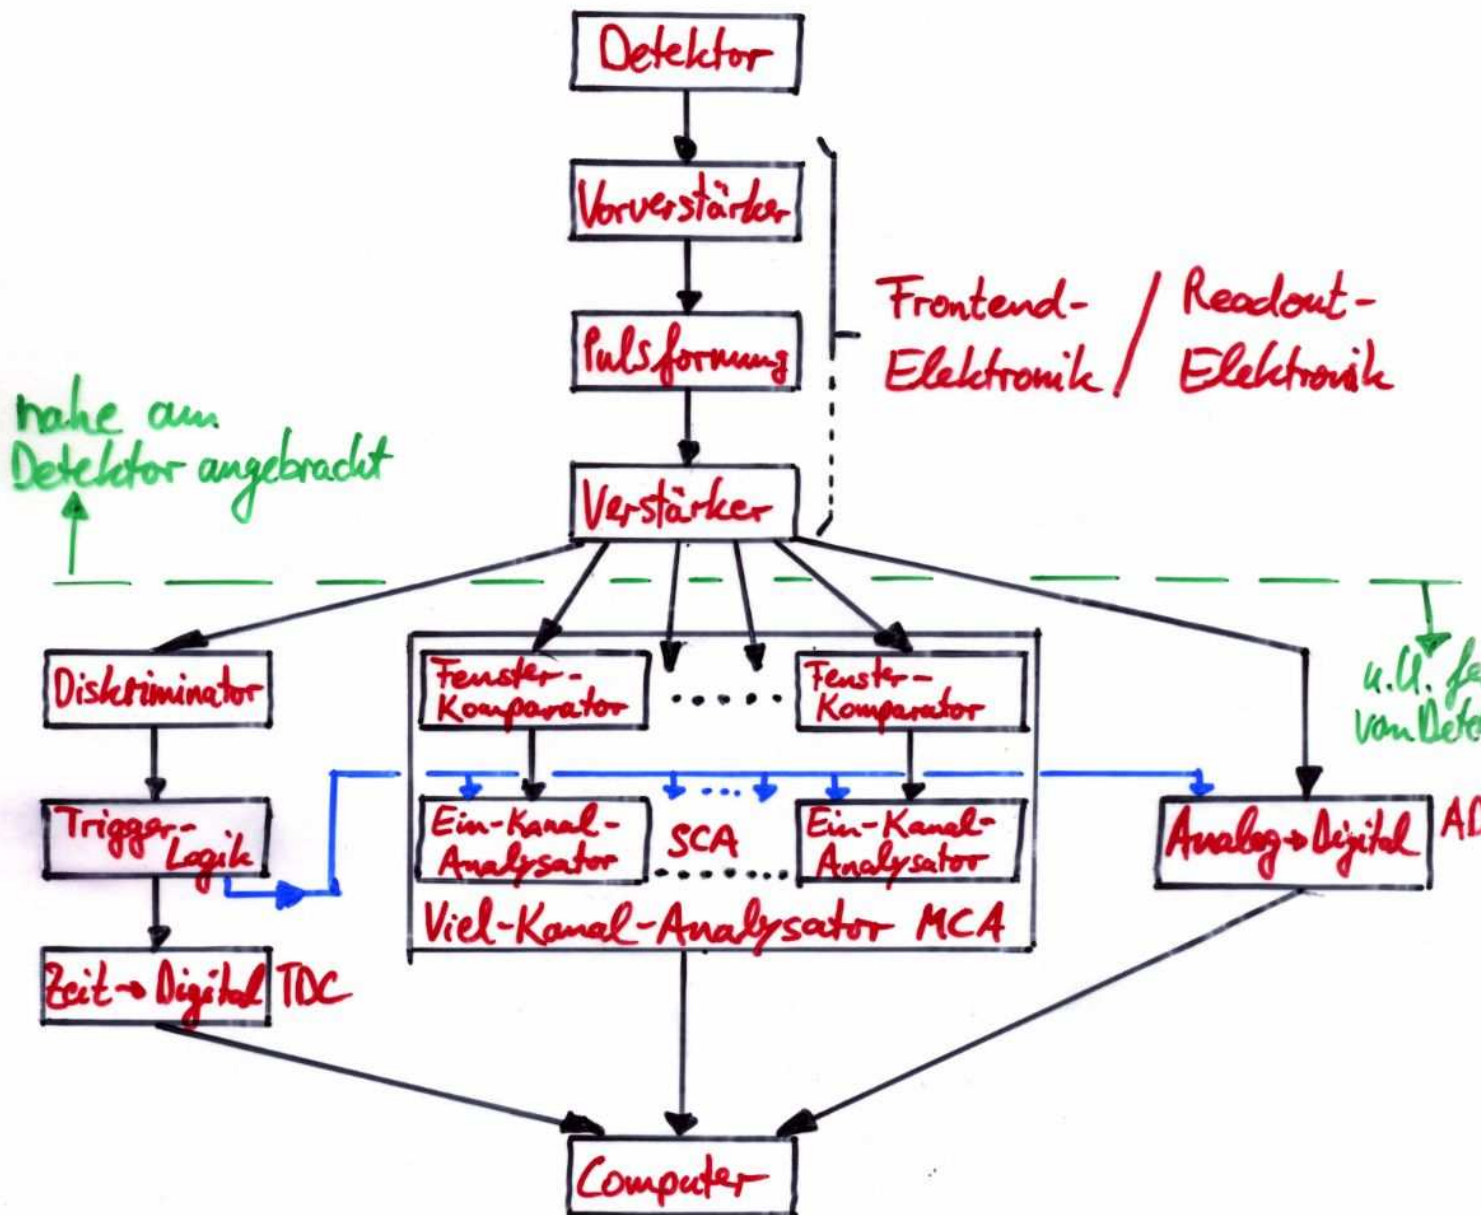 Detektor
Vorverstärker
Pulsformung
Frontend- / Readout-
Elektronik / Elektronik
nahe am
Detektor angebracht
Verstärker
Diskriminator
Fenster-
Komparator
Fenster-
Komparator
u.U.
von
Trigger-
Logik
Ein-Kanal-
Analysator
SCA
Ein-Kanal-
Analysator
Analog→Digital
Viel-Kanal-Analysator MCA
Zeit→Digital TDC
Computer